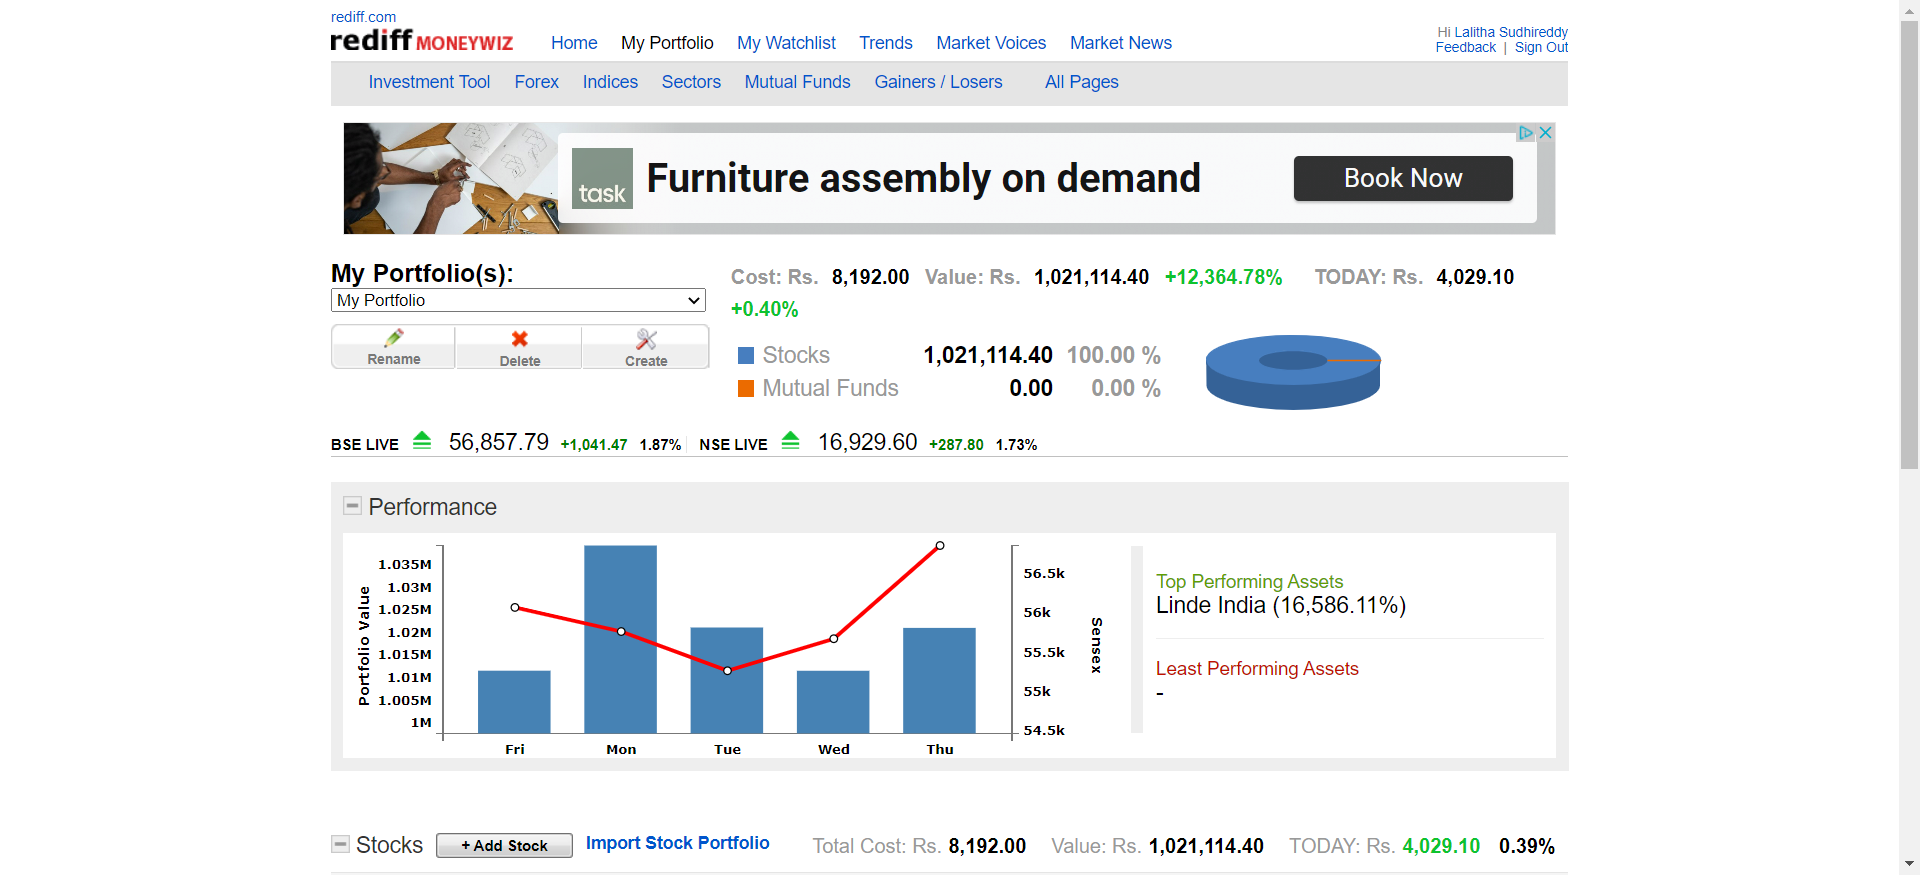 rediff.com
rediff MONEYWIZ
Home My Portfolio My Watchlist Trends Market Voices Market News
Hi Lalitha Sudhireddy
Feedback | Sign Out
Investment Tool Forex Indices Sectors Mutual Funds Gainers / Losers All Pages
task
Furniture assembly on demand
Book Now
My Portfolio(s):
My Portfolio
Rename Delete Create
Cost: Rs. 8,192.00 Value: Rs. 1,021,114.40 +12,364.78% TODAY: Rs. 4,029.10
+0.40%
Stocks 1,021,114.40 100.00 %
Mutual Funds 0.00 0.00 %
BSE LIVE 56,857.79 +1,041.47 1.87% NSE LIVE 16,929.60 +287.80 1.73%
Performance
Portfolio Value
1.035M
1.03M
1.025M
1.02M
1.015M
1.01M
1.005M
1M
Fri Mon Tue Wed Thu
56.5k
56k
55.5k
55k
54.5k
Sensex
Top Performing Assets
Linde India (16,586.11%)
Least Performing Assets
-
Stocks + Add Stock Import Stock Portfolio Total Cost: Rs. 8,192.00 Value: Rs. 1,021,114.40 TODAY: Rs. 4,029.10 0.39%